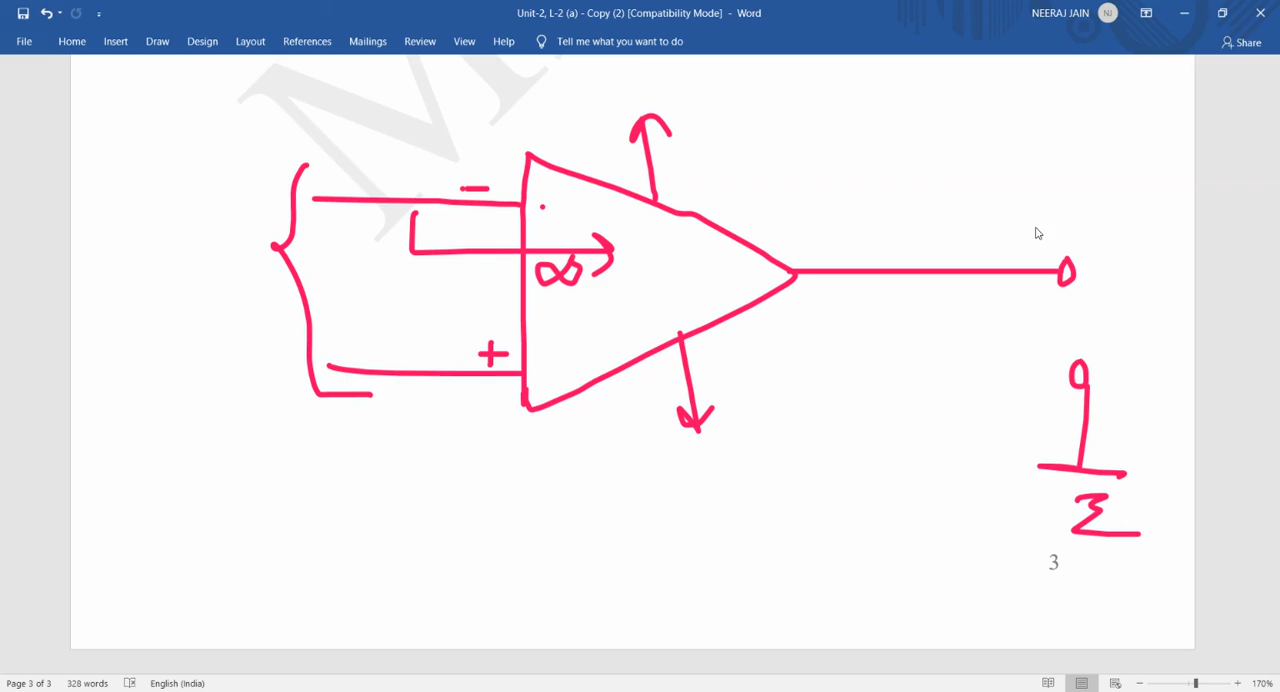 Unit-2, L-2 (a) - Copy (2) [Compatibility Mode] - Word
NEERAJ JAIN
NJ
File Home Insert Draw Design Layout References Mailings Review View Help Tell me what you want to do
Share
−
∞
+
3
Page 3 of 3 328 words English (India)
170%